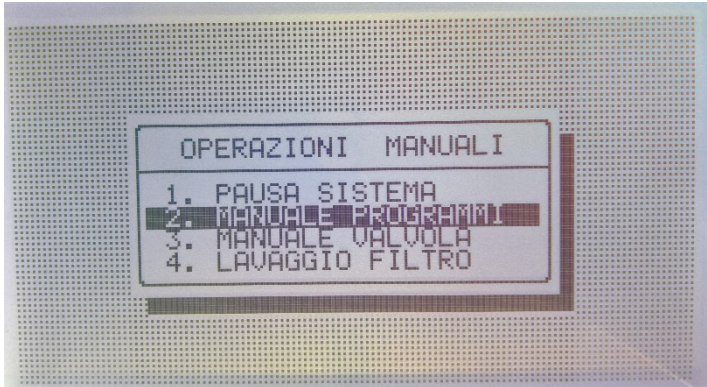 OPERAZIONI MANUALI
1. PAUSA SISTEMA
2. MANUALE PROGRAMMI
3. MANUALE VALVOLA
4. LAVAGGIO FILTRO